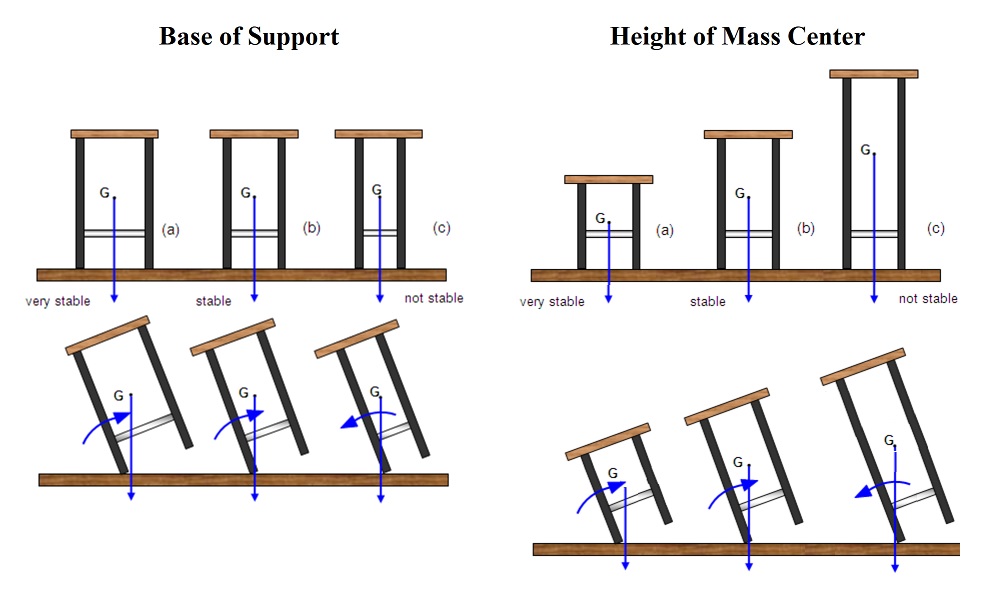 Base of Support
Height of Mass Center
G
(a)
G
(b)
G
(c)
very stable
stable
not stable
G
G
G
G
(a)
G
(b)
G
(c)
very stable
stable
not stable
G
G
G